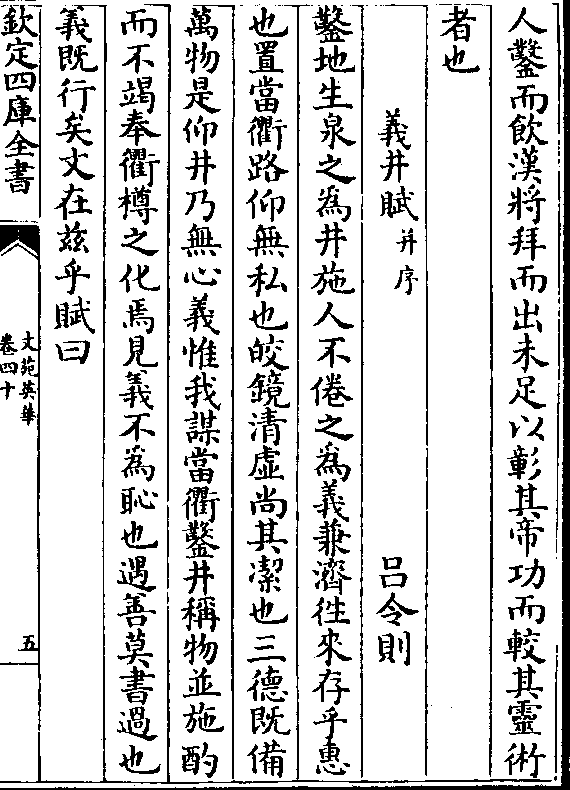 人鑿而飲漢將拜而出未足以彰其帝功而較其靈術
者也
義井賦 并序 呂令則
鑿地生泉之為井施人不倦之為義兼濟徃來存乎惠
也置當衢路仰無私也皎鏡清虛尚其潔也三德既備
萬物是仰井乃無心義惟我謀當衢鑿井稱物並施酌
而不竭奉衢樽之化焉見義不為恥也遇善莫書過也
義既行矣文在兹乎賦曰
欽定四庫全書
文苑英華
卷四十
五